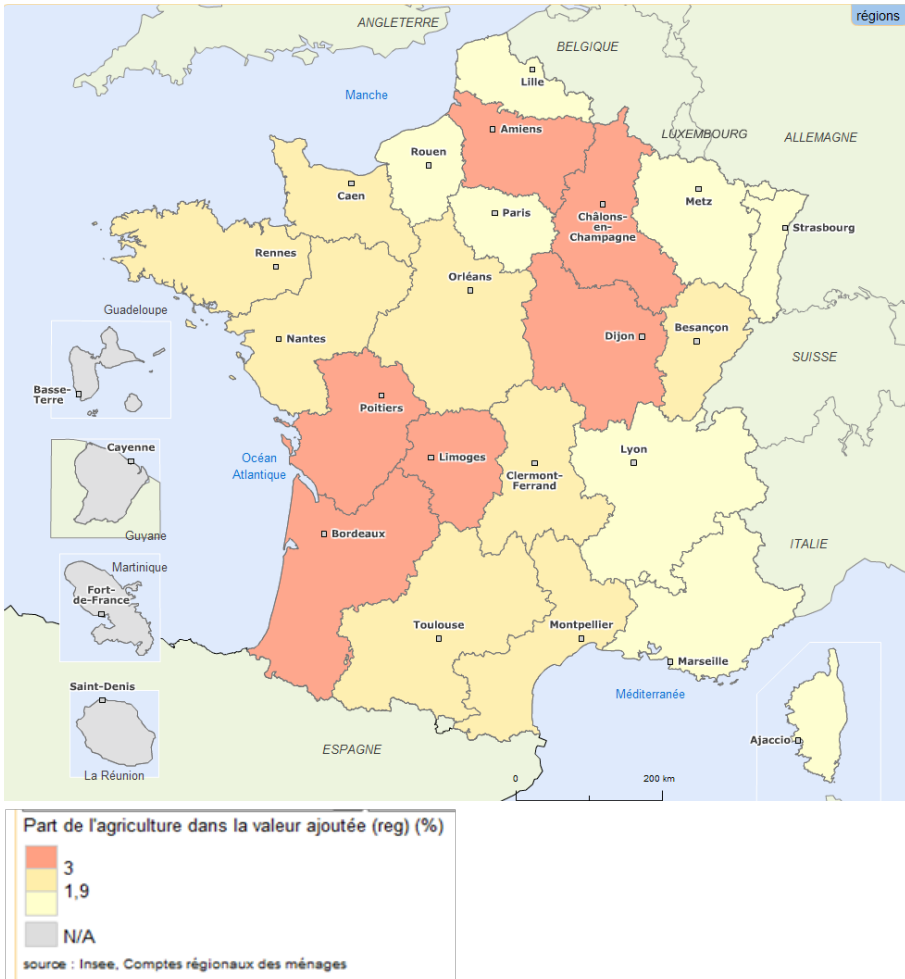 régions
ANGLETERRE
BELGIQUE
Lille
Manche
Amiens
LUXEMBOURG
ALLEMAGNE
Rouen
Caen
Paris
Metz
Châlons-
en-
Champagne
Strasbourg
Rennes
Orléans
Guadeloupe
Nantes
Dijon
Besançon
SUISSE
Basse-
Terre
Poitiers
Cayenne
Océan
Atlantique
Limoges
Lyon
Clermont-
Ferrand
Guyane
Bordeaux
ITALIE
Martinique
Fort-
de-France
Toulouse
Montpellier
Marseille
Saint-Denis
Méditerranée
Ajaccio
ESPAGNE
La Réunion
0
200 km
Part de l'agriculture dans la valeur ajoutée (reg) (%)
3
1,9
N/A
source : Insee, Comptes régionaux des ménages